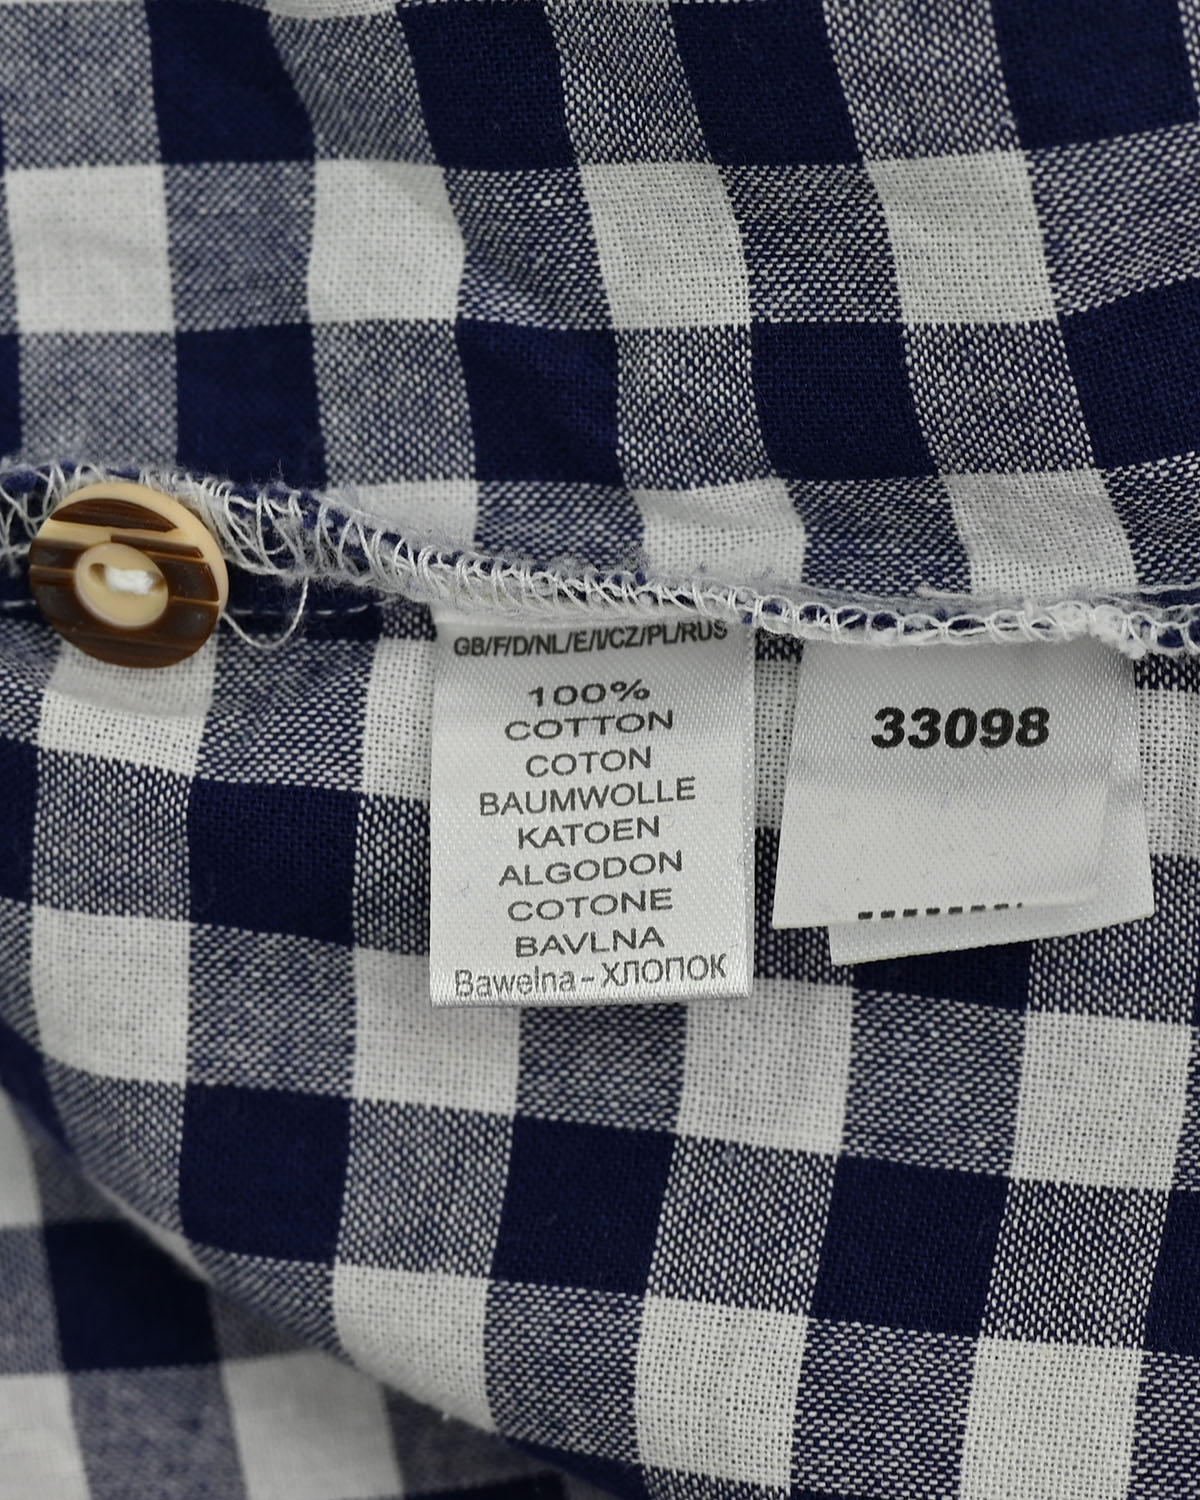 GB/F/D/NL/E/I/CZ/PL/RUS
100%
COTTON
COTON
BAUMWOLLE
KATOEN
ALGODON
COTONE
BAVLNA
Bawełna-ХЛОПОК
33098